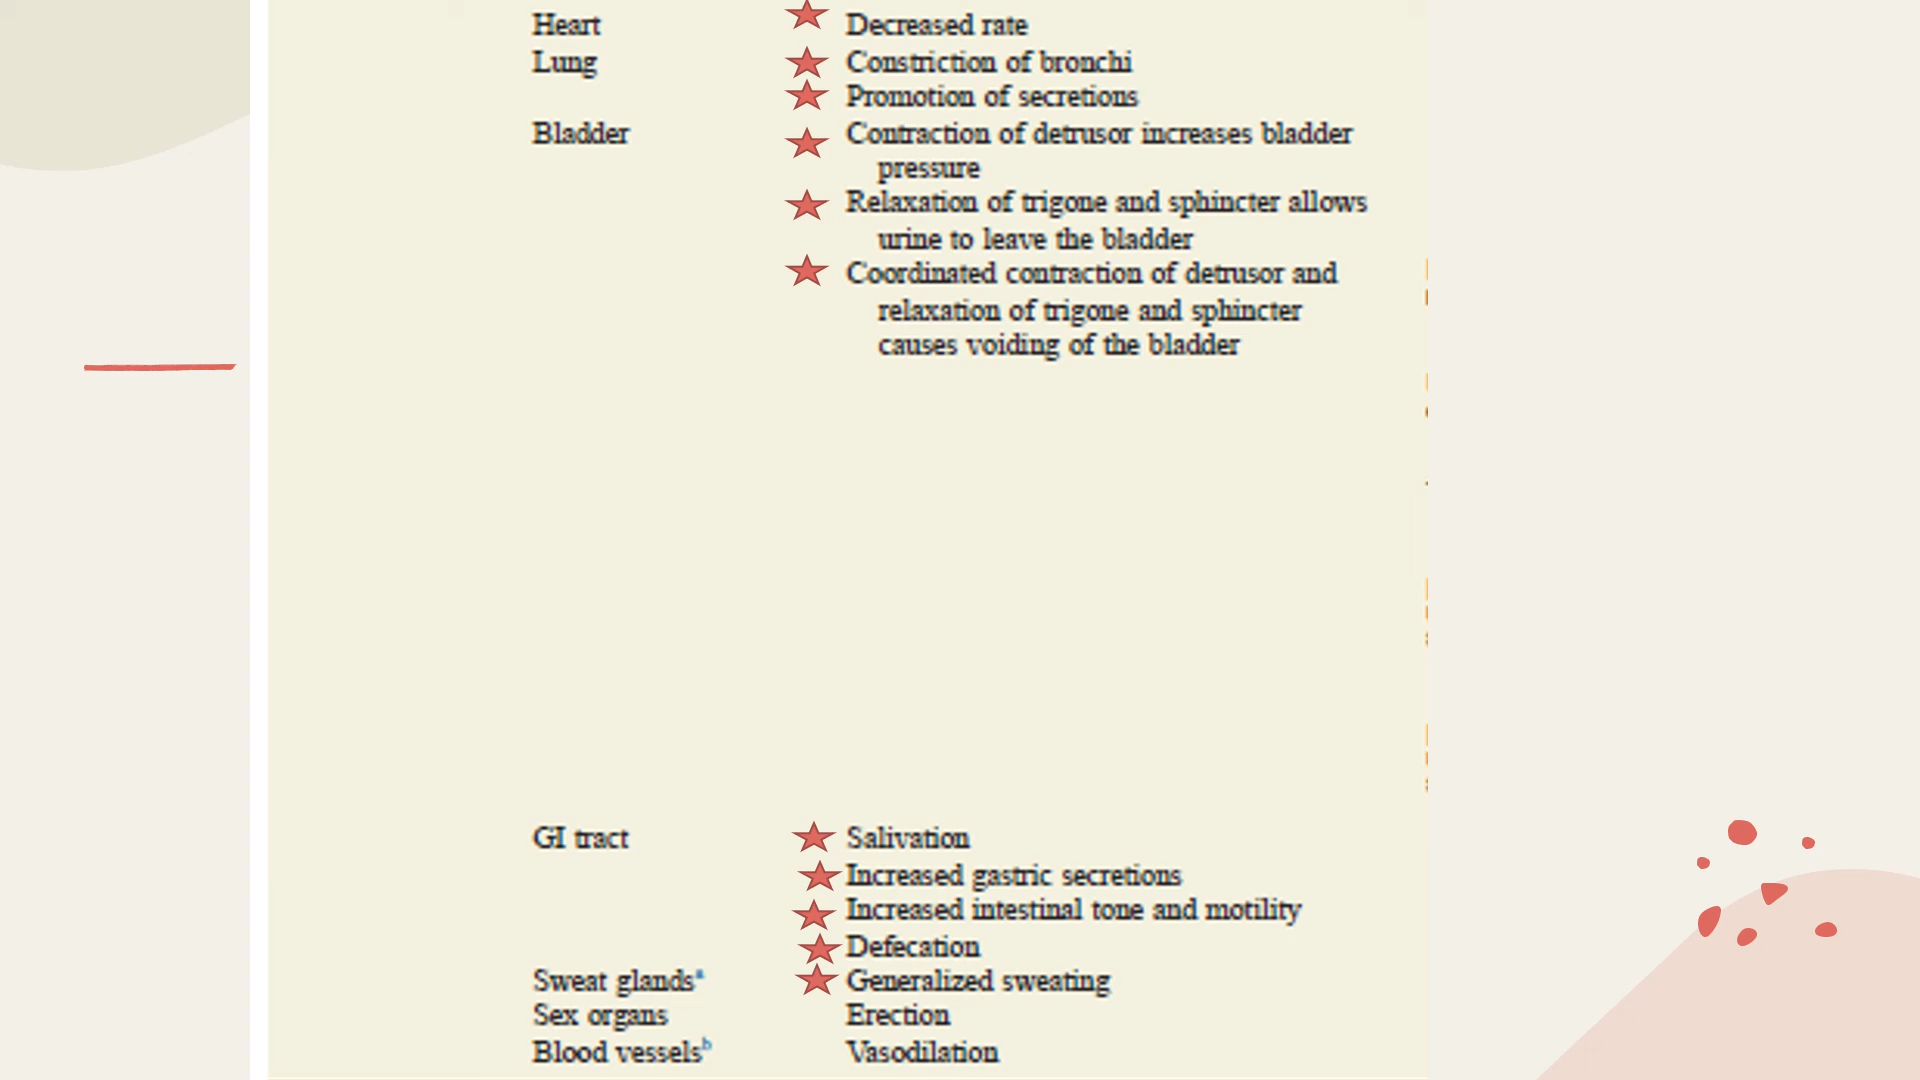 Heart Decreased rate
Lung Constriction of bronchi
Promotion of secretions
Bladder Contraction of detrusor increases bladder
pressure
Relaxation of trigone and sphincter allows
urine to leave the bladder
Coordinated contraction of detrusor and
relaxation of trigone and sphincter
causes voiding of the bladder
GI tract Salivation
Increased gastric secretions
Increased intestinal tone and motility
Defecation
Sweat glandsᵃ Generalized sweating
Sex organs Erection
Blood vesselsᵇ Vasodilation